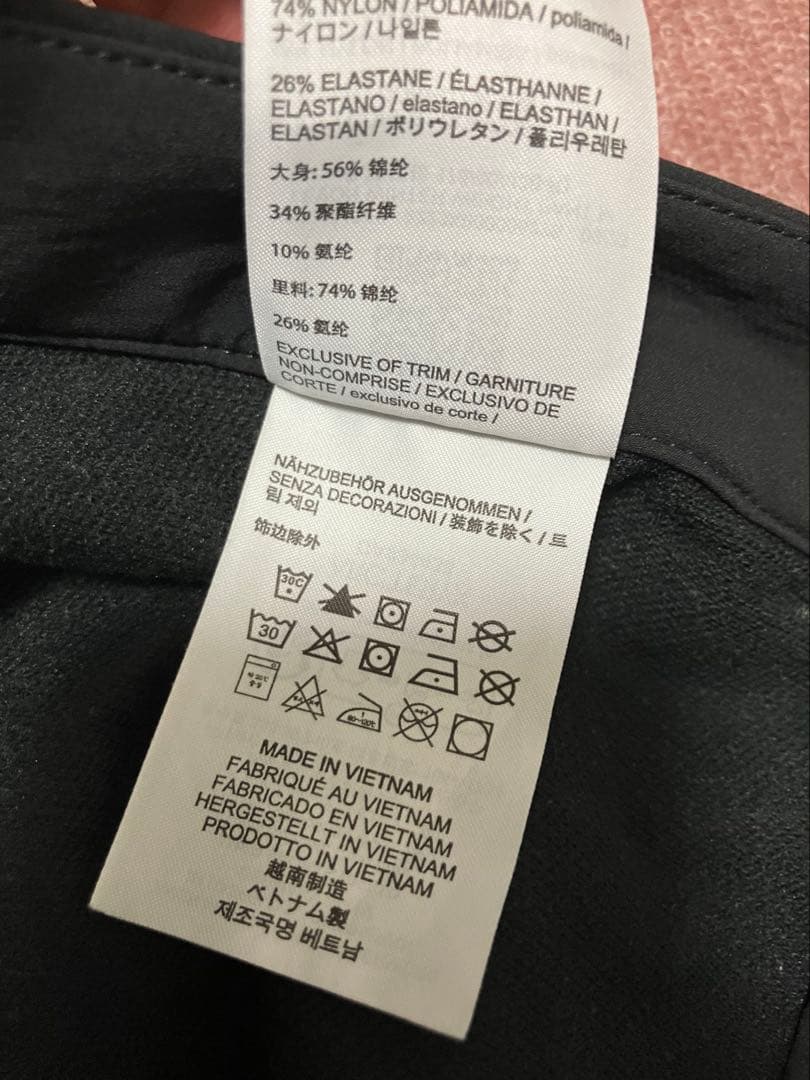 74% NYLON / POLIAMIDA / poliamida /
ナイロン / 나일론
26% ELASTANE / ÉLASTHANNE /
ELASTANO / elastano / ELASTHAN /
ELASTAN / ポリウレタン / 폴리우레탄
大身: 56% 锦纶
34% 聚酯纤维
10% 氨纶
里料: 74% 锦纶
26% 氨纶
EXCLUSIVE OF TRIM / GARNITURE
NON-COMPRISE / EXCLUSIVO DE
CORTE / exclusivo de corte /
NÄHZUBEHÖR AUSGENOMMEN /
SENZA DECORAZIONI / 装飾を除く / 트
림 제외
饰边除外
30C
30
80~120℃
MADE IN VIETNAM
FABRIQUÉ AU VIETNAM
FABRICADO EN VIETNAM
HERGESTELLT IN VIETNAM
PRODOTTO IN VIETNAM
越南制造
ベトナム製
제조국명 베트남